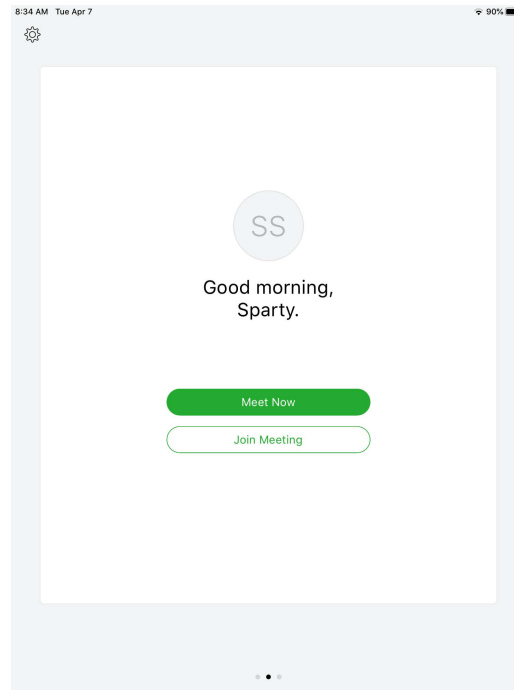 8:34 AM Tue Apr 7 90%
SS
Good morning,
Sparty.
Meet Now
Join Meeting